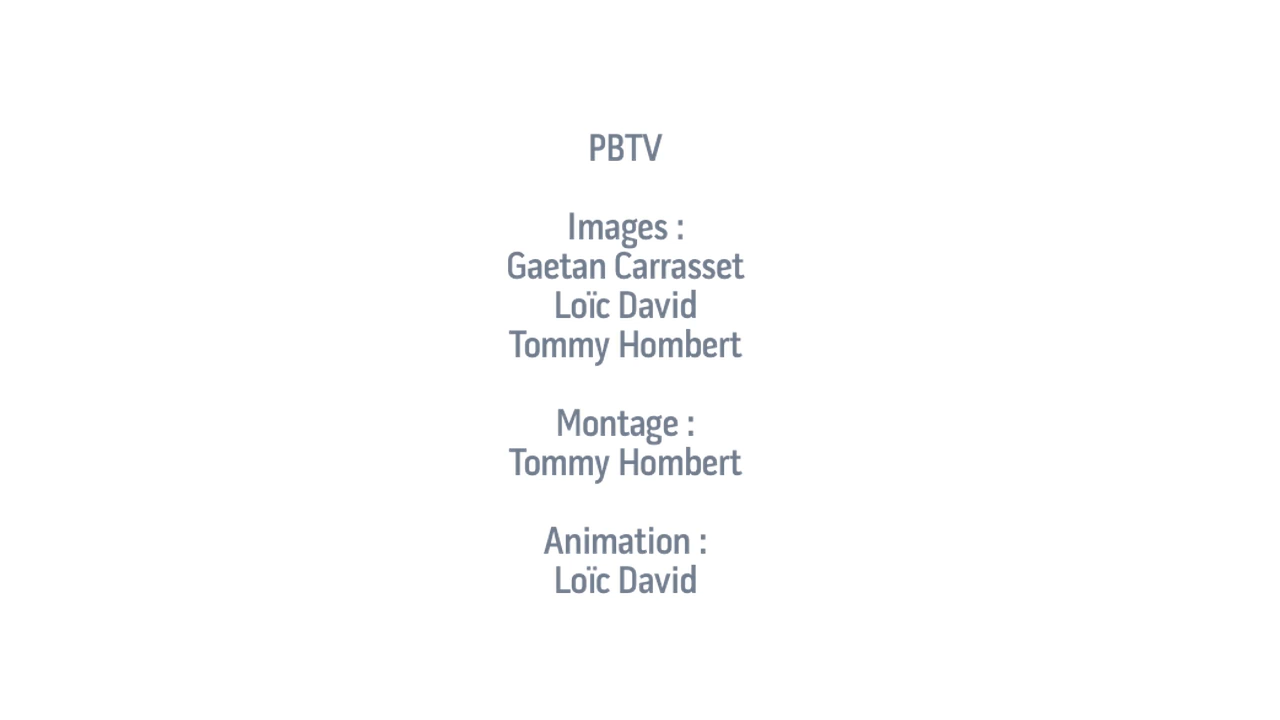 PBTV
Images :
Gaetan Carrasset
Loïc David
Tommy Hombert
Montage :
Tommy Hombert
Animation :
Loïc David